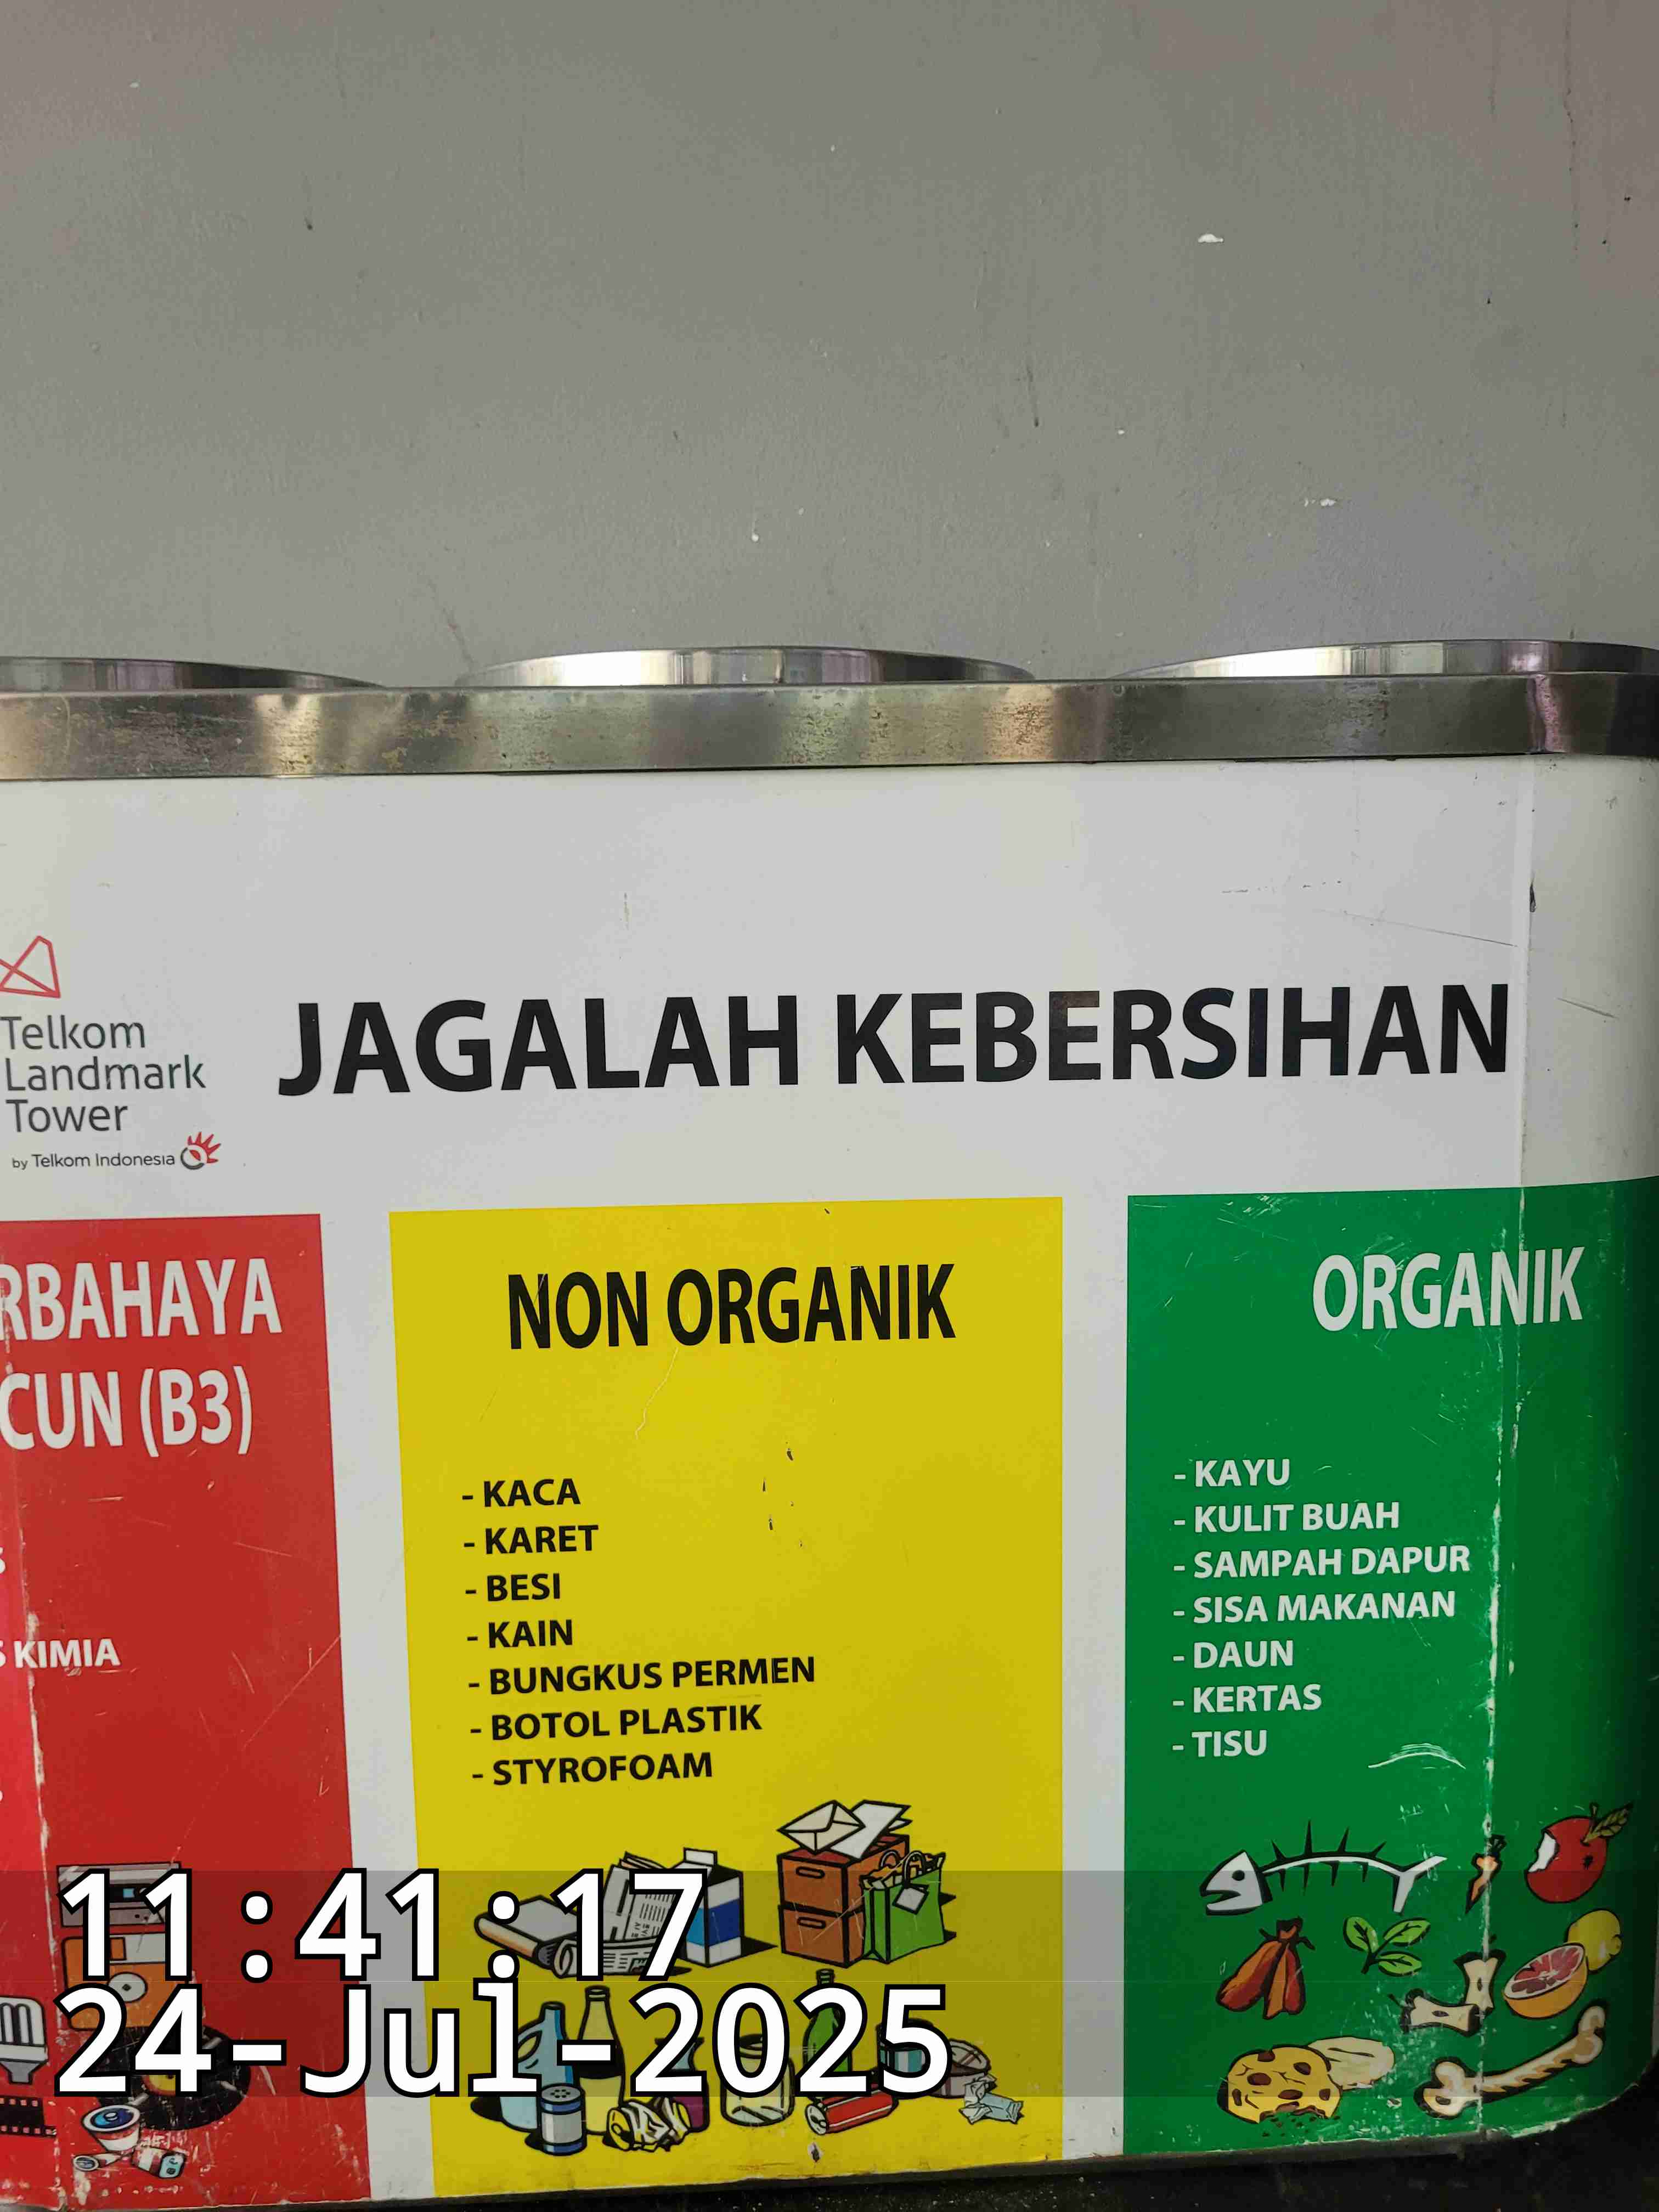 Telkom
Landmark
Tower
by Telkom Indonesia
JAGALAH KEBERSIHAN
(B3)
KIMIA
NON ORGANIK
- KACA
- KARET
- BESI
- KAIN
- BUNGKUS PERMEN
- BOTOL PLASTIK
- STYROFOAM
ORGANIK
- KAYU
- KULIT BUAH
- SAMPAH DAPUR
- SISA MAKANAN
- DAUN
- KERTAS
- TISU
11:41:17
24-Jul-2025